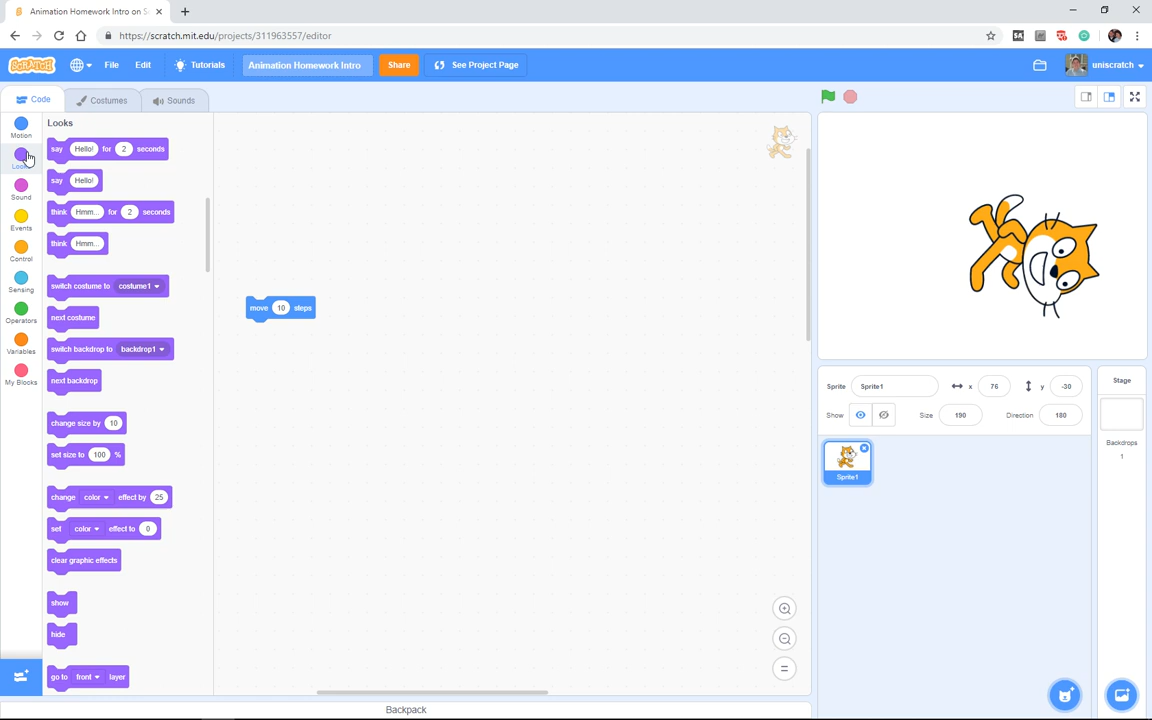 Animation Homework Intro on S
https://scratch.mit.edu/projects/311963557/editor
SCRATCH File Edit Tutorials Animation Homework Intro Share See Project Page uniscratch
Code Costumes Sounds
Motion
Looks
Sound
Events
Control
Sensing
Operators
Variables
My Blocks
Looks
say Hello! for 2 seconds
say Hello!
think Hmm... for 2 seconds
think Hmm...
switch costume to costume1
next costume
switch backdrop to backdrop1
next backdrop
change size by 10
set size to 100 %
change color effect by 25
set color effect to 0
clear graphic effects
show
hide
go to front layer
move 10 steps
Backpack
Sprite Sprite1 x 76 y -30
Show Size 190 Direction 180
Sprite1
Stage
Backdrops
1